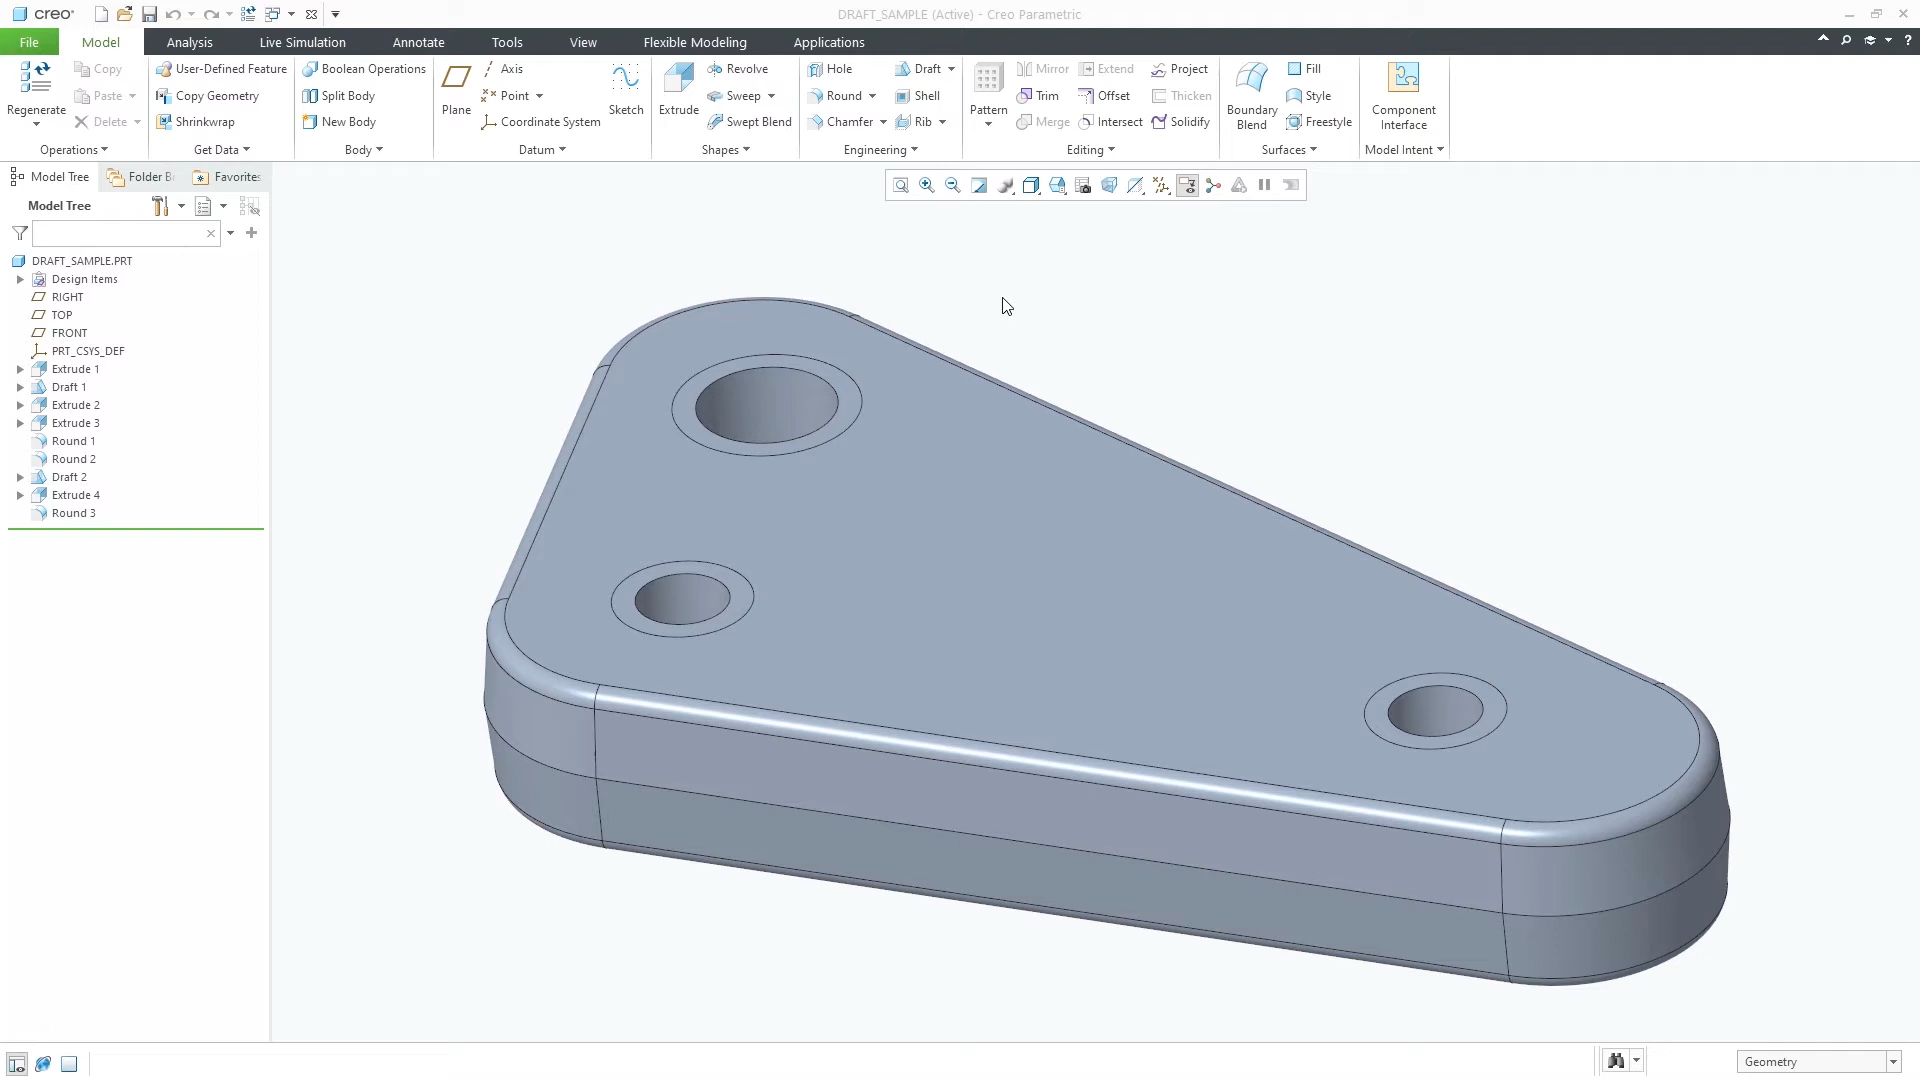 creo
DRAFT_SAMPLE (Active) - Creo Parametric
File Model Analysis Live Simulation Annotate Tools View Flexible Modeling Applications
Regenerate
Copy
Paste
Delete
Operations
User-Defined Feature
Copy Geometry
Shrinkwrap
Get Data
Boolean Operations
Split Body
New Body
Body
Plane
Axis
Point
Coordinate System
Sketch
Datum
Extrude
Revolve
Sweep
Swept Blend
Shapes
Hole
Round
Chamfer
Draft
Shell
Rib
Engineering
Pattern
Mirror
Trim
Merge
Extend
Offset
Intersect
Project
Thicken
Solidify
Editing
Boundary
Blend
Fill
Style
Freestyle
Surfaces
Component
Interface
Model Intent
Model Tree Folder B Favorites
Model Tree
DRAFT_SAMPLE.PRT
Design Items
RIGHT
TOP
FRONT
PRT_CSYS_DEF
Extrude 1
Draft 1
Extrude 2
Extrude 3
Round 1
Round 2
Draft 2
Extrude 4
Round 3
Geometry